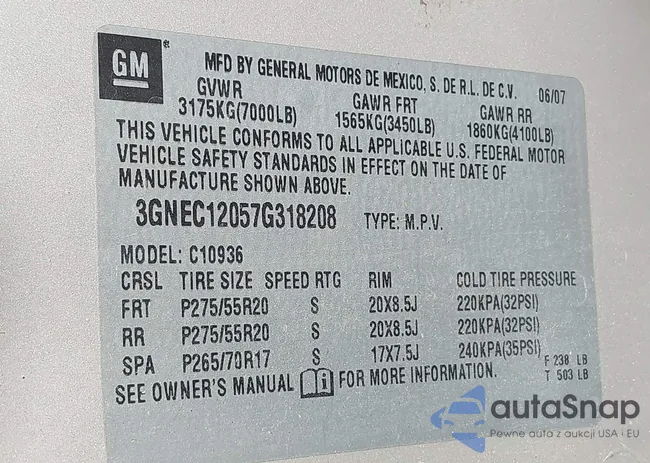 GM ®
MFD BY GENERAL MOTORS DE MEXICO, S. DE R.L. DE C.V. 06/07
GVWR GAWR FRT GAWR RR
3175KG(7000LB) 1565KG(3450LB) 1860KG(4100LB)
THIS VEHICLE CONFORMS TO ALL APPLICABLE U.S. FEDERAL MOTOR
VEHICLE SAFETY STANDARDS IN EFFECT ON THE DATE OF
MANUFACTURE SHOWN ABOVE.
3GNEC12057G318208 TYPE: M.P.V.
MODEL: C10936
CRSL TIRE SIZE SPEED RTG RIM COLD TIRE PRESSURE
FRT P275/55R20 S 20X8.5J 220KPA(32PSI)
RR P275/55R20 S 20X8.5J 220KPA(32PSI)
SPA P265/70R17 S 17X7.5J 240KPA(35PSI) F 238 LB
SEE OWNER'S MANUAL i FOR MORE INFORMATION. T 503 LB
autaSnap
Pewne auta z aukcji USA i EU